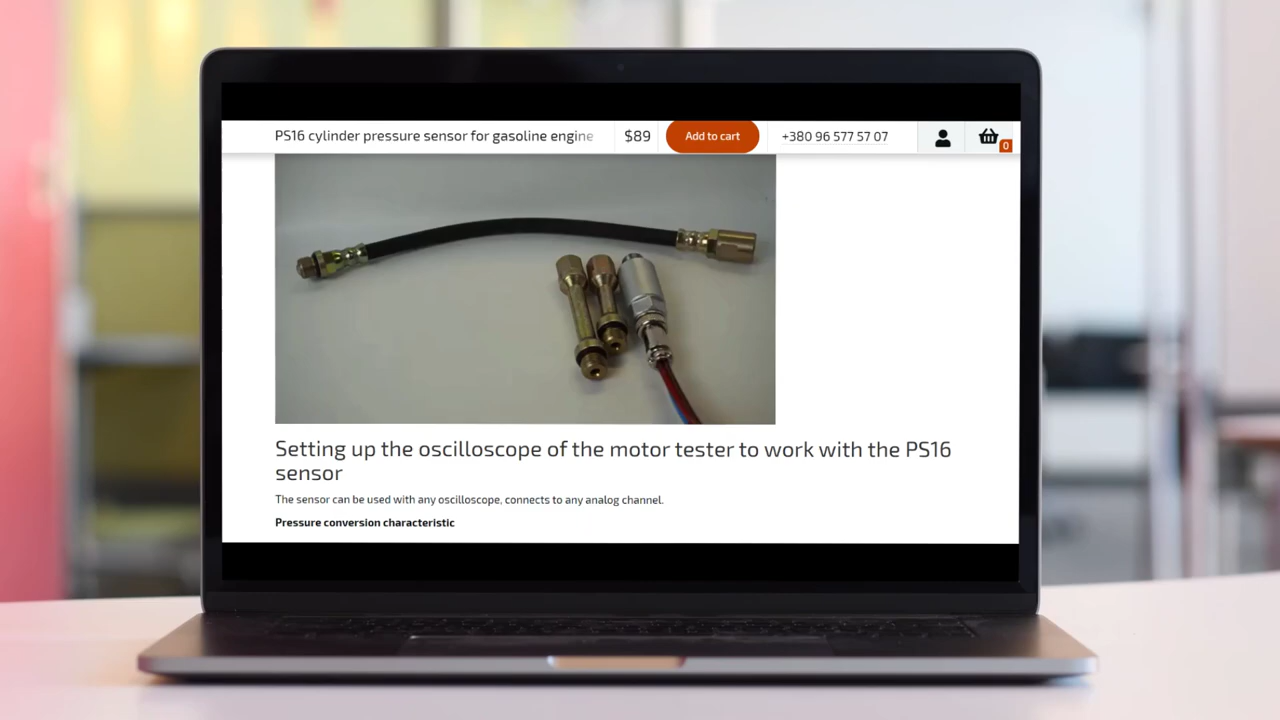 PS16 cylinder pressure sensor for gasoline engine
$89
Add to cart
+380 96 577 57 07
0
Setting up the oscilloscope of the motor tester to work with the PS16
sensor
The sensor can be used with any oscilloscope, connects to any analog channel.
Pressure conversion characteristic